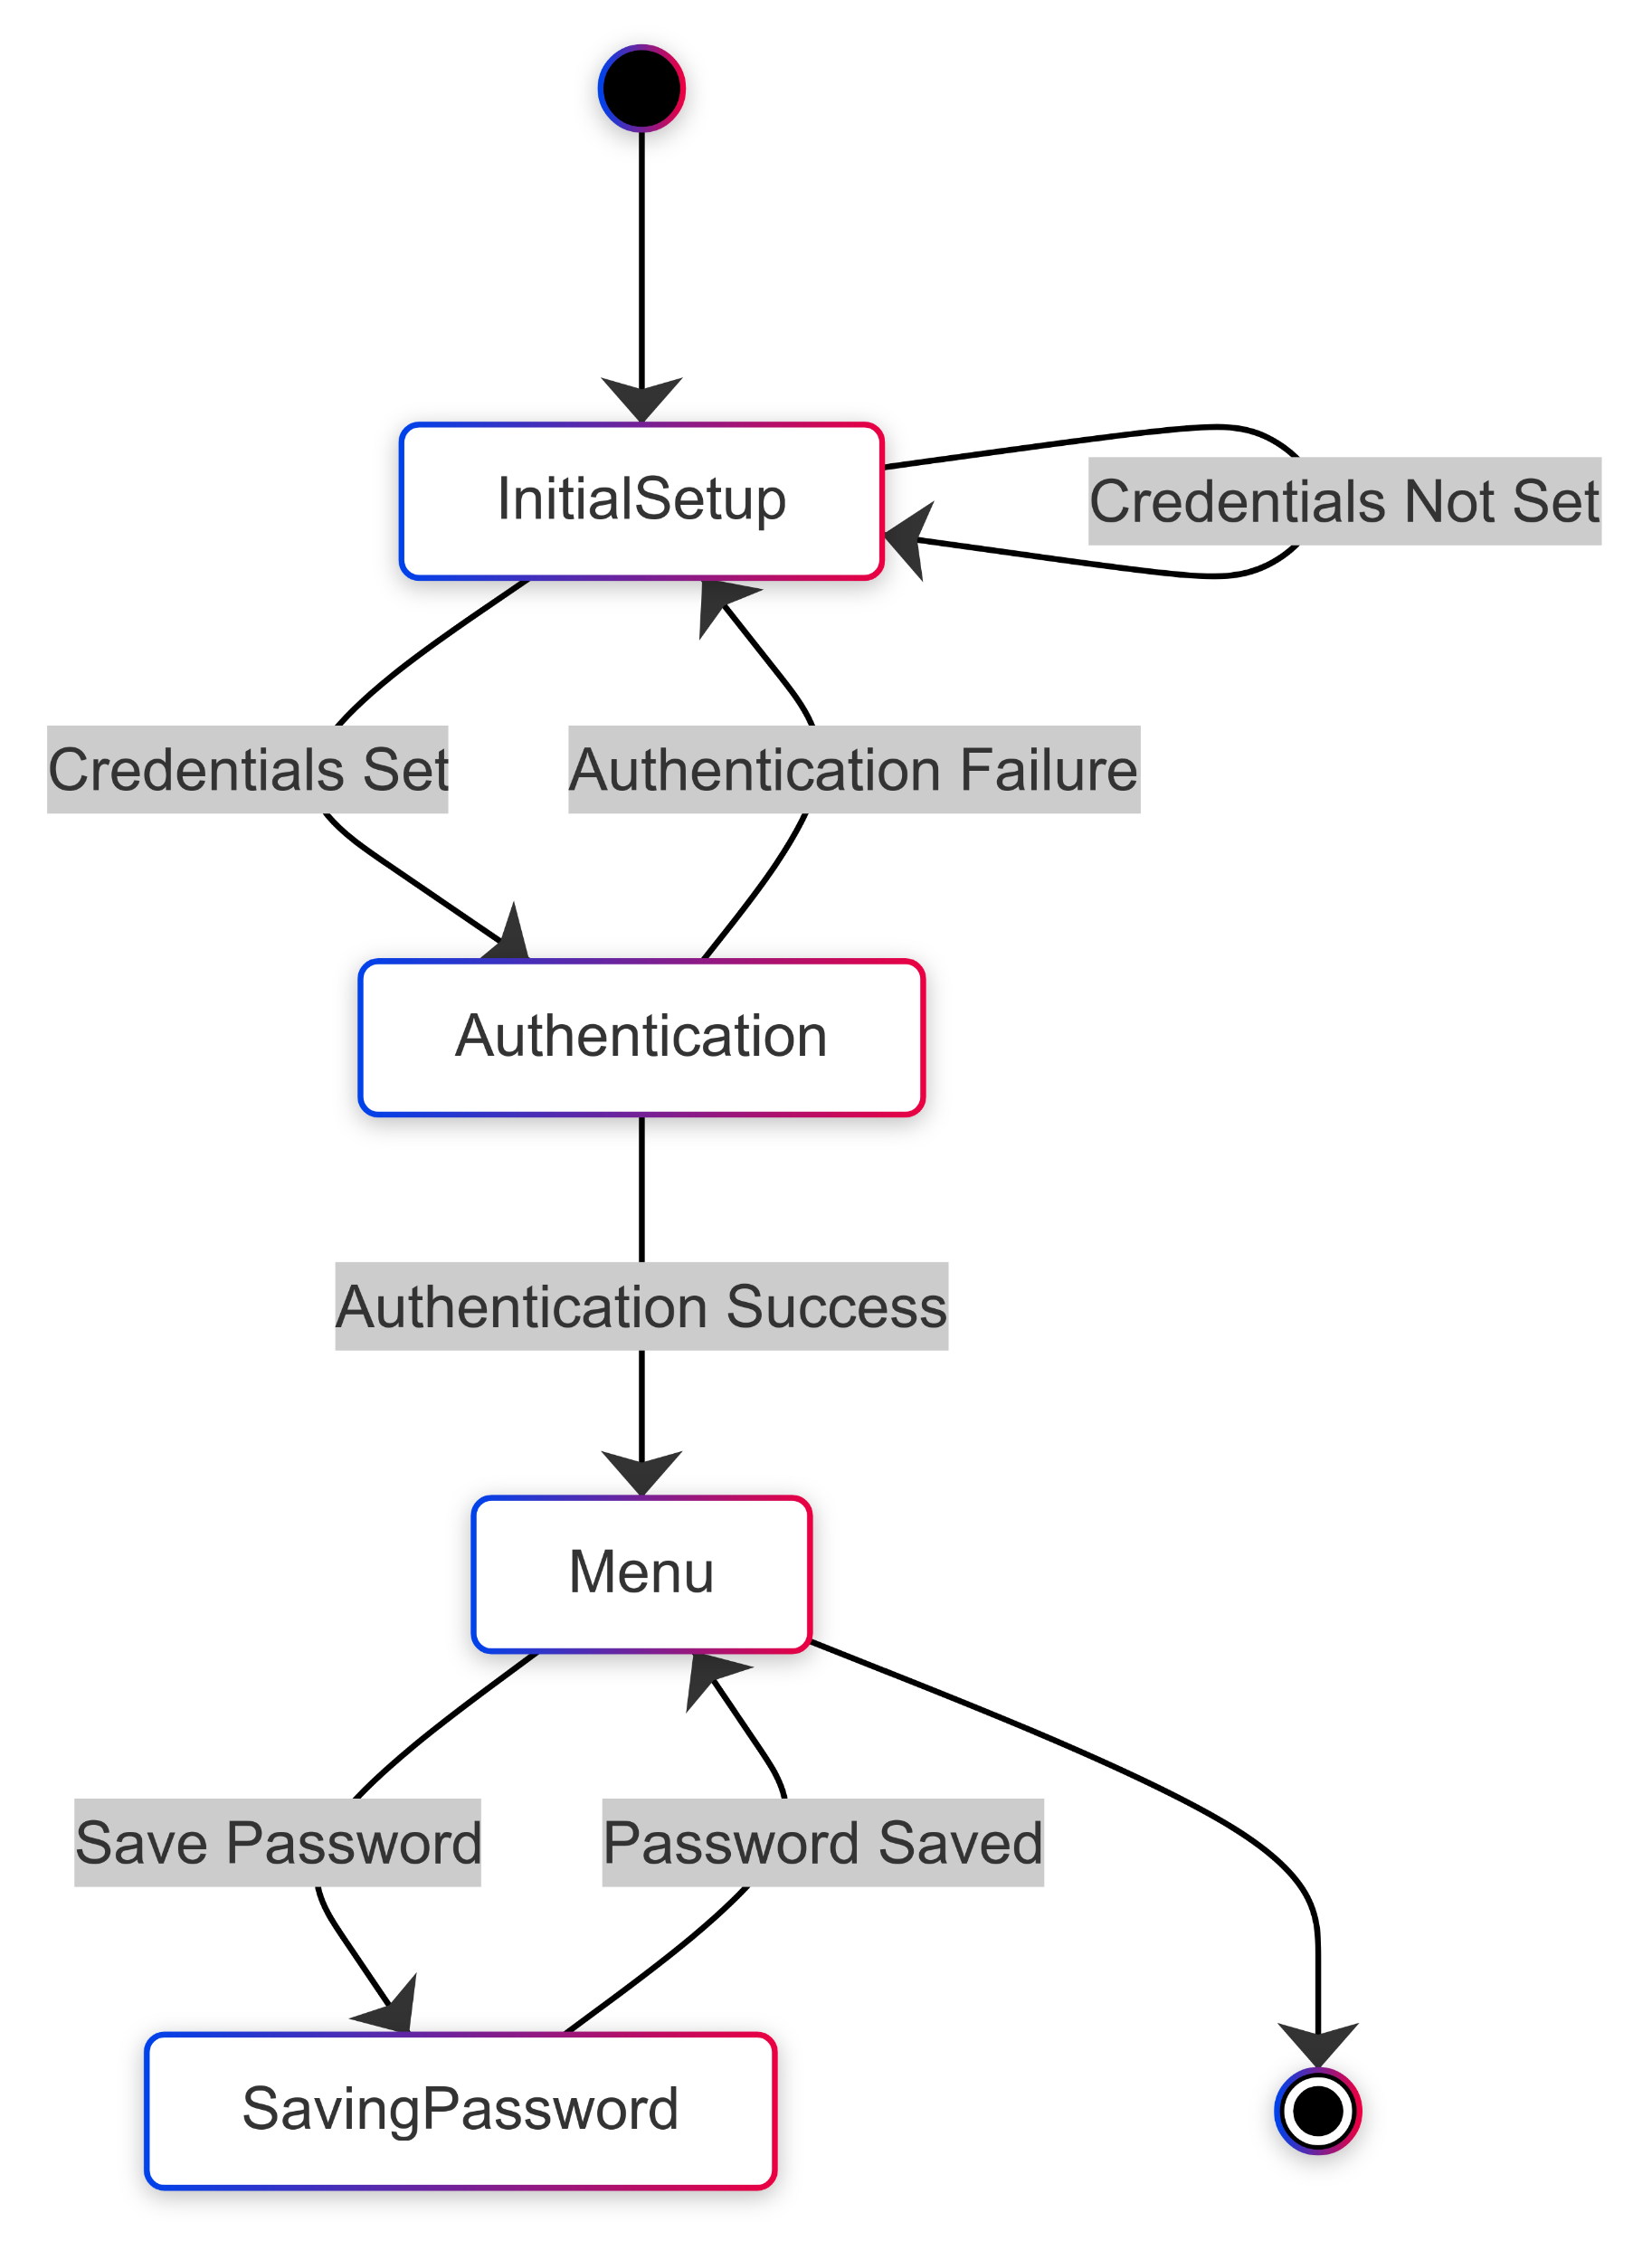 InitialSetup
Credentials Not Set
Credentials Set
Authentication Failure
Authentication
Authentication Success
Menu
Save Password
Password Saved
SavingPassword